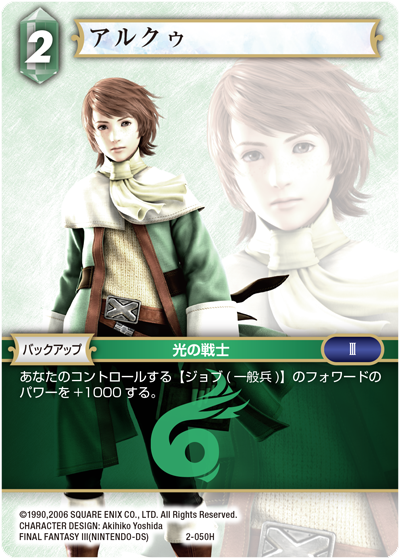 2
アルクゥ
バックアップ
光の戦士
III
あなたのコントロールする【ジョブ(一般兵)】のフォワードの
パワーを+1000する。
©1990,2006 SQUARE ENIX CO., LTD. All Rights Reserved.
CHARACTER DESIGN: Akihiko Yoshida
FINAL FANTASY III(NINTENDO-DS) 2-050H